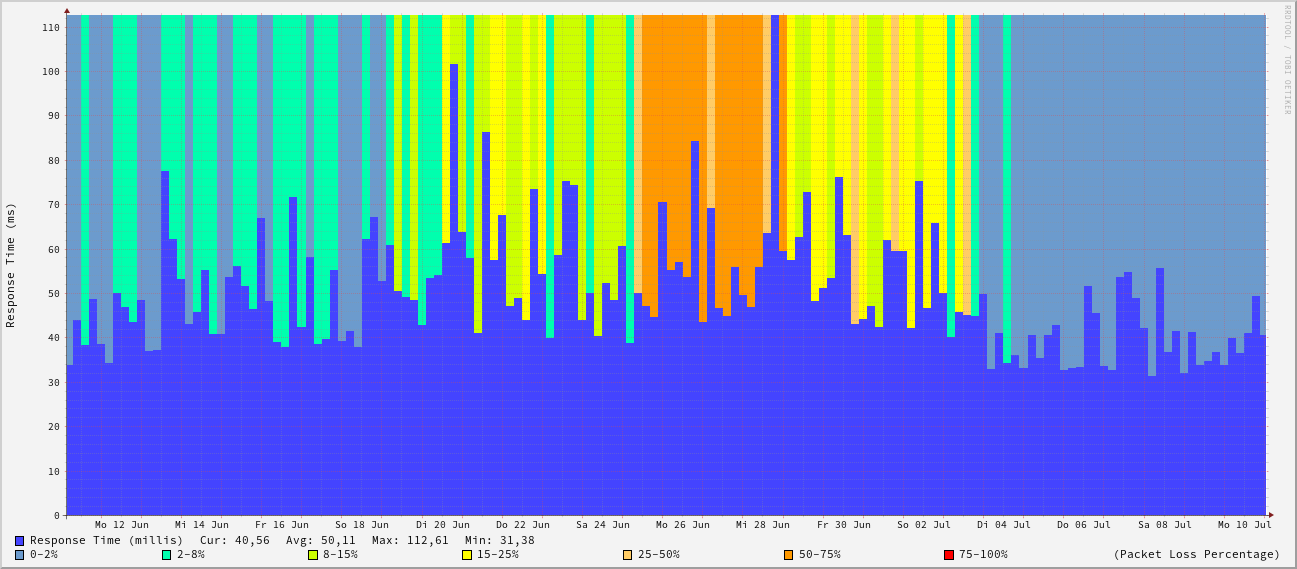 RRDTOOL / TOBI OETIKER
Response Time (ms)
110
100
90
80
70
60
50
40
30
20
10
0
Mo 12 Jun Mi 14 Jun Fr 16 Jun So 18 Jun Di 20 Jun Do 22 Jun Sa 24 Jun Mo 26 Jun Mi 28 Jun Fr 30 Jun So 02 Jul Di 04 Jul Do 06 Jul Sa 08 Jul Mo 10 Jul
Response Time (millis) Cur: 40,56 Avg: 50,11 Max: 112,61 Min: 31,38
0-2% 2-8% 8-15% 15-25% 25-50% 50-75% 75-100% (Packet Loss Percentage)